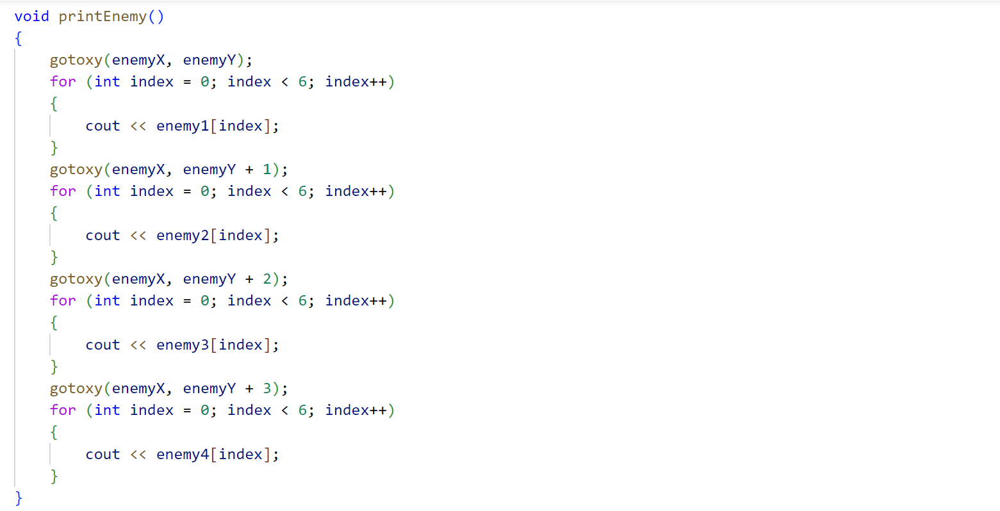 void printEnemy()
{
    gotoxy(enemyX, enemyY);
    for (int index = 0; index < 6; index++)
    {
        cout << enemy1[index];
    }
    gotoxy(enemyX, enemyY + 1);
    for (int index = 0; index < 6; index++)
    {
        cout << enemy2[index];
    }
    gotoxy(enemyX, enemyY + 2);
    for (int index = 0; index < 6; index++)
    {
        cout << enemy3[index];
    }
    gotoxy(enemyX, enemyY + 3);
    for (int index = 0; index < 6; index++)
    {
        cout << enemy4[index];
    }
}